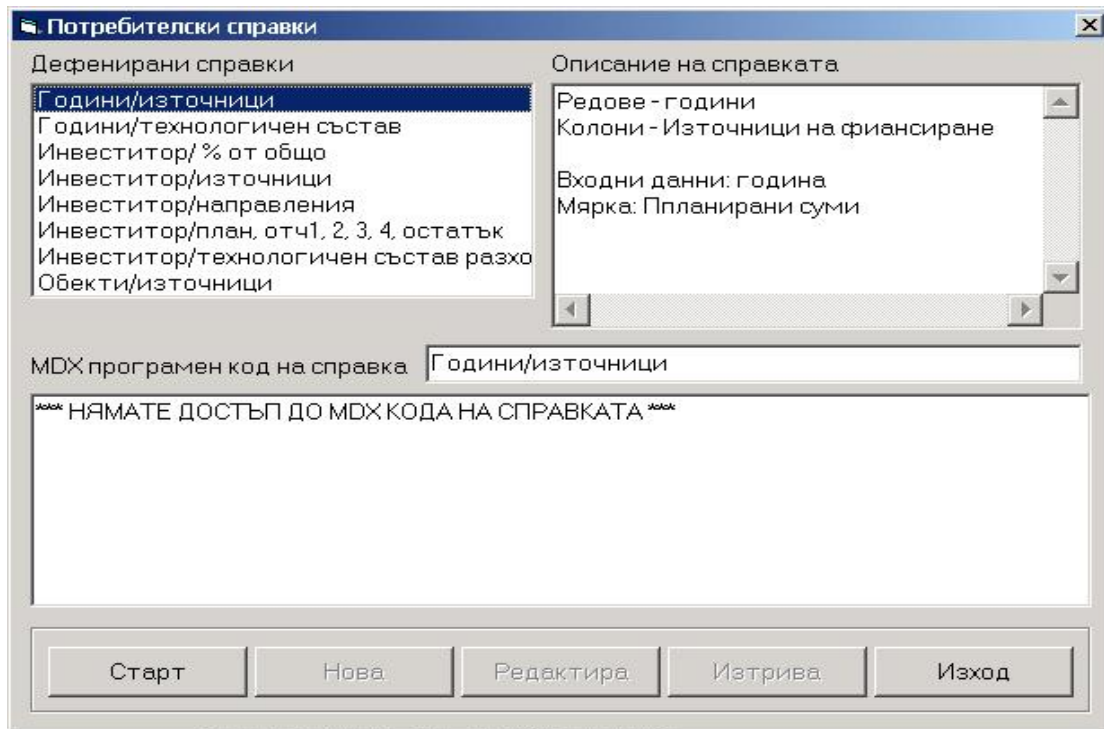 Потребителски справки
Дефенирани справки
Години/източници
Години/технологичен състав
Инвеститор/ % от общо
Инвеститор/източници
Инвеститор/направления
Инвеститор/план, отч1, 2, 3, 4, остатък
Инвеститор/технологичен състав разхо
Обекти/източници
Описание на справката
Редове - години
Колони - Източници на фиансиране
Входни данни: година
Мярка: Ппланирани суми
MDX програмен код на справка
Години/източници
*** НЯМАТЕ ДОСТЪП ДО MDX КОДА НА СПРАВКАТА ***
Старт
Нова
Редактира
Изтрива
Изход